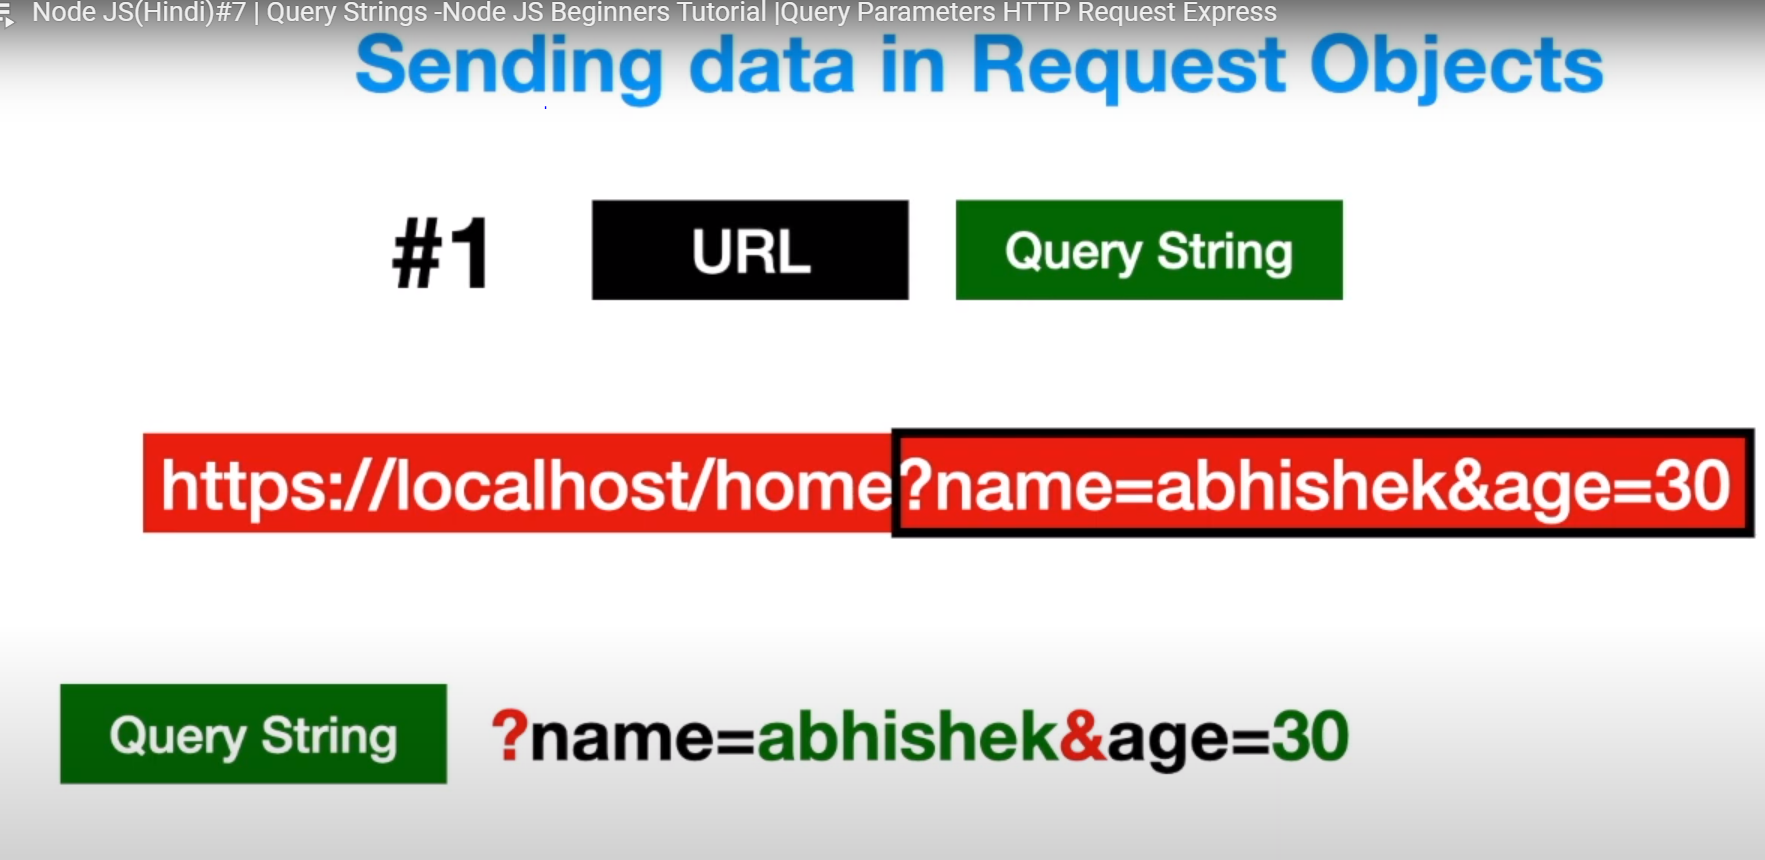 Node JS(Hindi)#7 | Query Strings -Node JS Beginners Tutorial |Query Parameters HTTP Request Express
Sending data in Request Objects
#1 URL Query String
https://localhost/home?name=abhishek&age=30
Query String ?name=abhishek&age=30